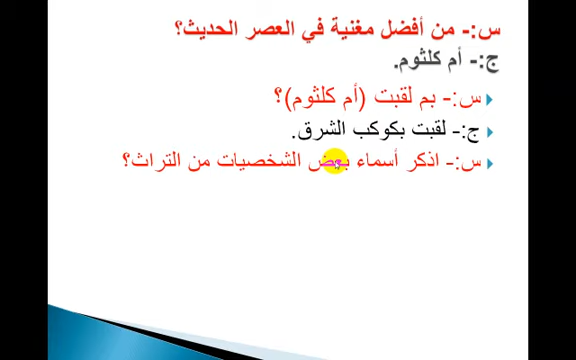 س:- من أفضل مغنية في العصر الحديث؟
ج:- أم كلثوم.
س:- بم لقبت (أم كلثوم)؟
ج:- لقبت بكوكب الشرق.
س:- اذكر أسماء بعض الشخصيات من التراث؟